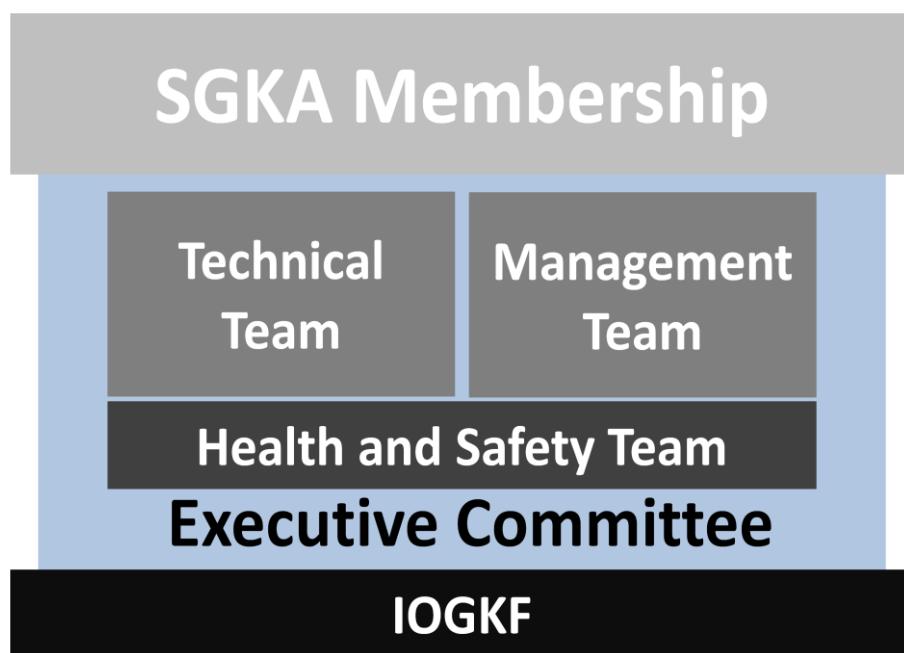 SGKA Membership
Technical
Team
Management
Team
Health and Safety Team
Executive Committee
IOGKF